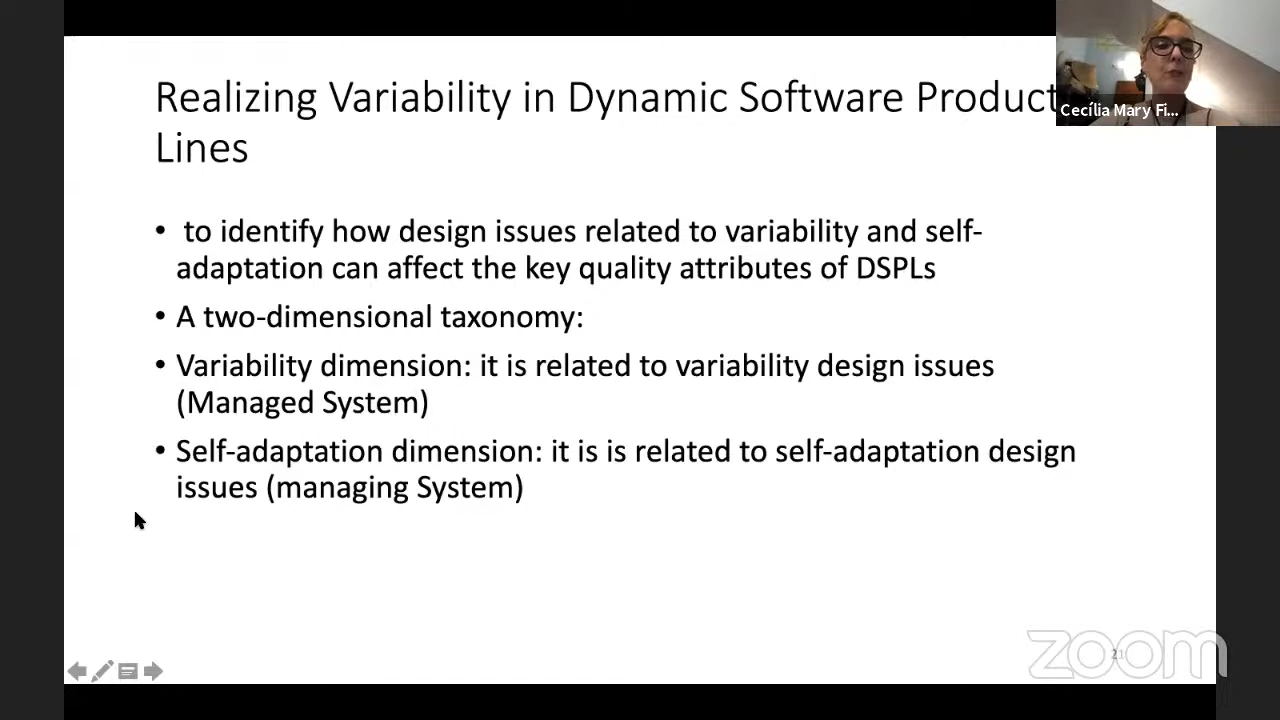 Realizing Variability in Dynamic Software Product
Lines
Cecília Mary Fi...
• to identify how design issues related to variability and self-
adaptation can affect the key quality attributes of DSPLs
• A two-dimensional taxonomy:
• Variability dimension: it is related to variability design issues
(Managed System)
• Self-adaptation dimension: it is is related to self-adaptation design
issues (managing System)
21
zoom